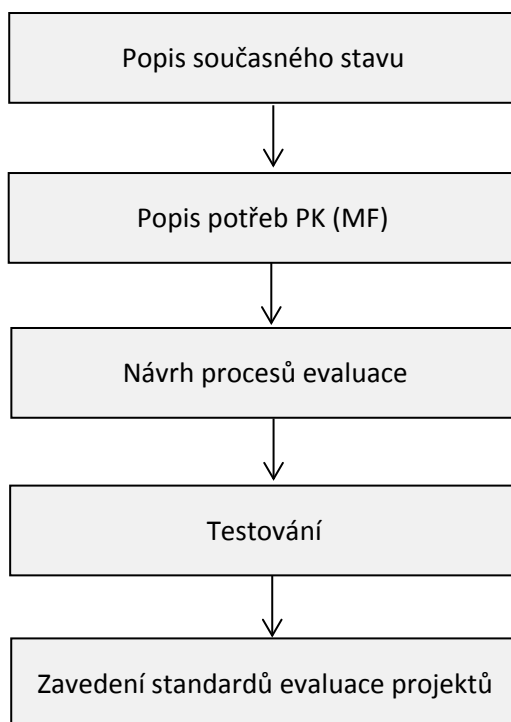 Popis současného stavu
Popis potřeb PK (MF)
Návrh procesů evaluace
Testování
Zavedení standardů evaluace projektů